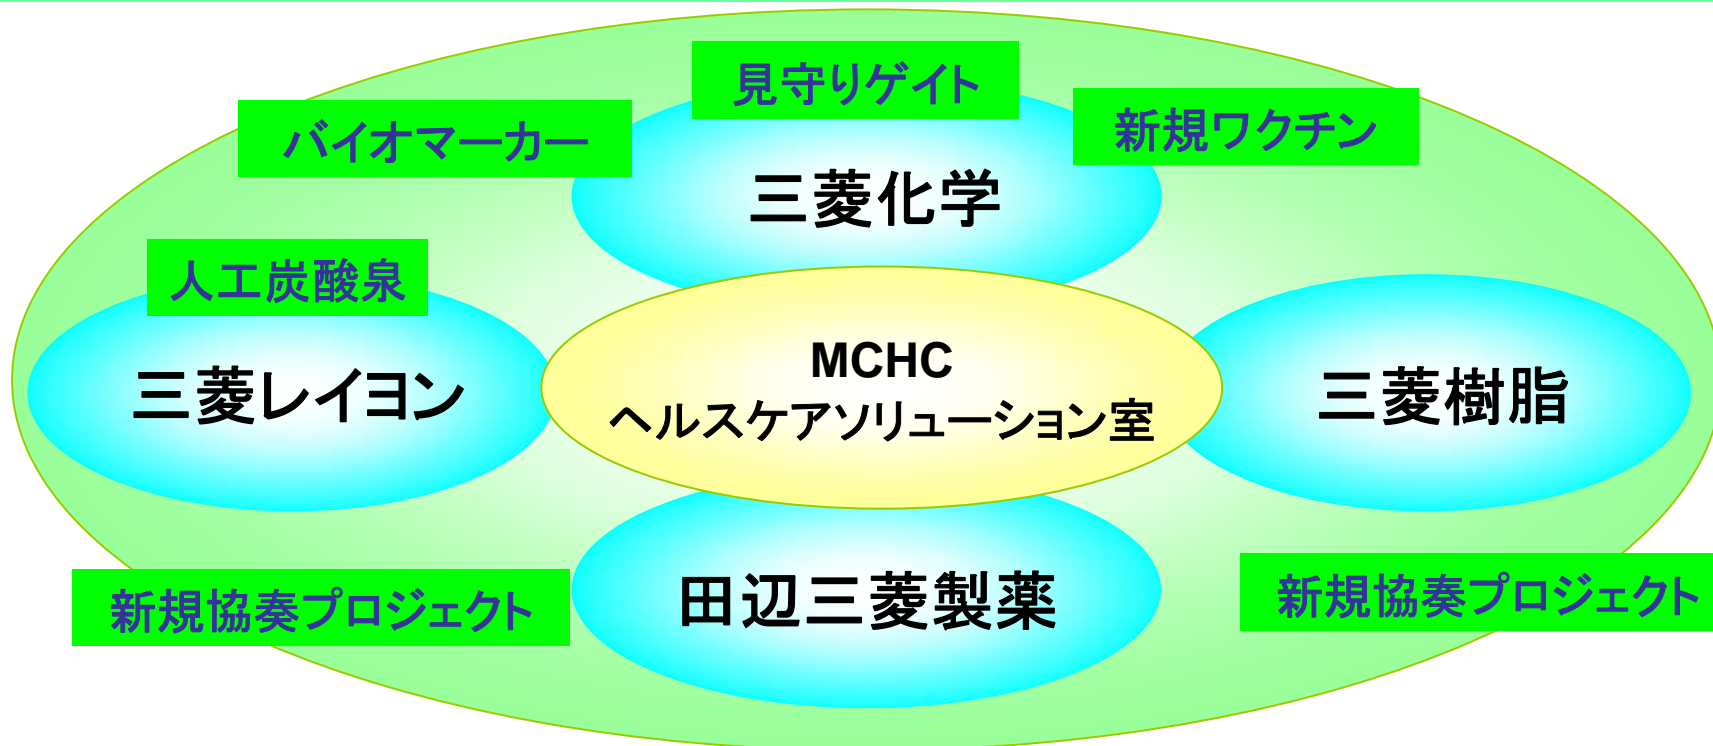 見守りゲイト
バイオマーカー
新規ワクチン
三菱化学
人工炭酸泉
三菱レイヨン
MCHC
ヘルスケアソリューション室
三菱樹脂
新規協奏プロジェクト
田辺三菱製薬
新規協奏プロジェクト